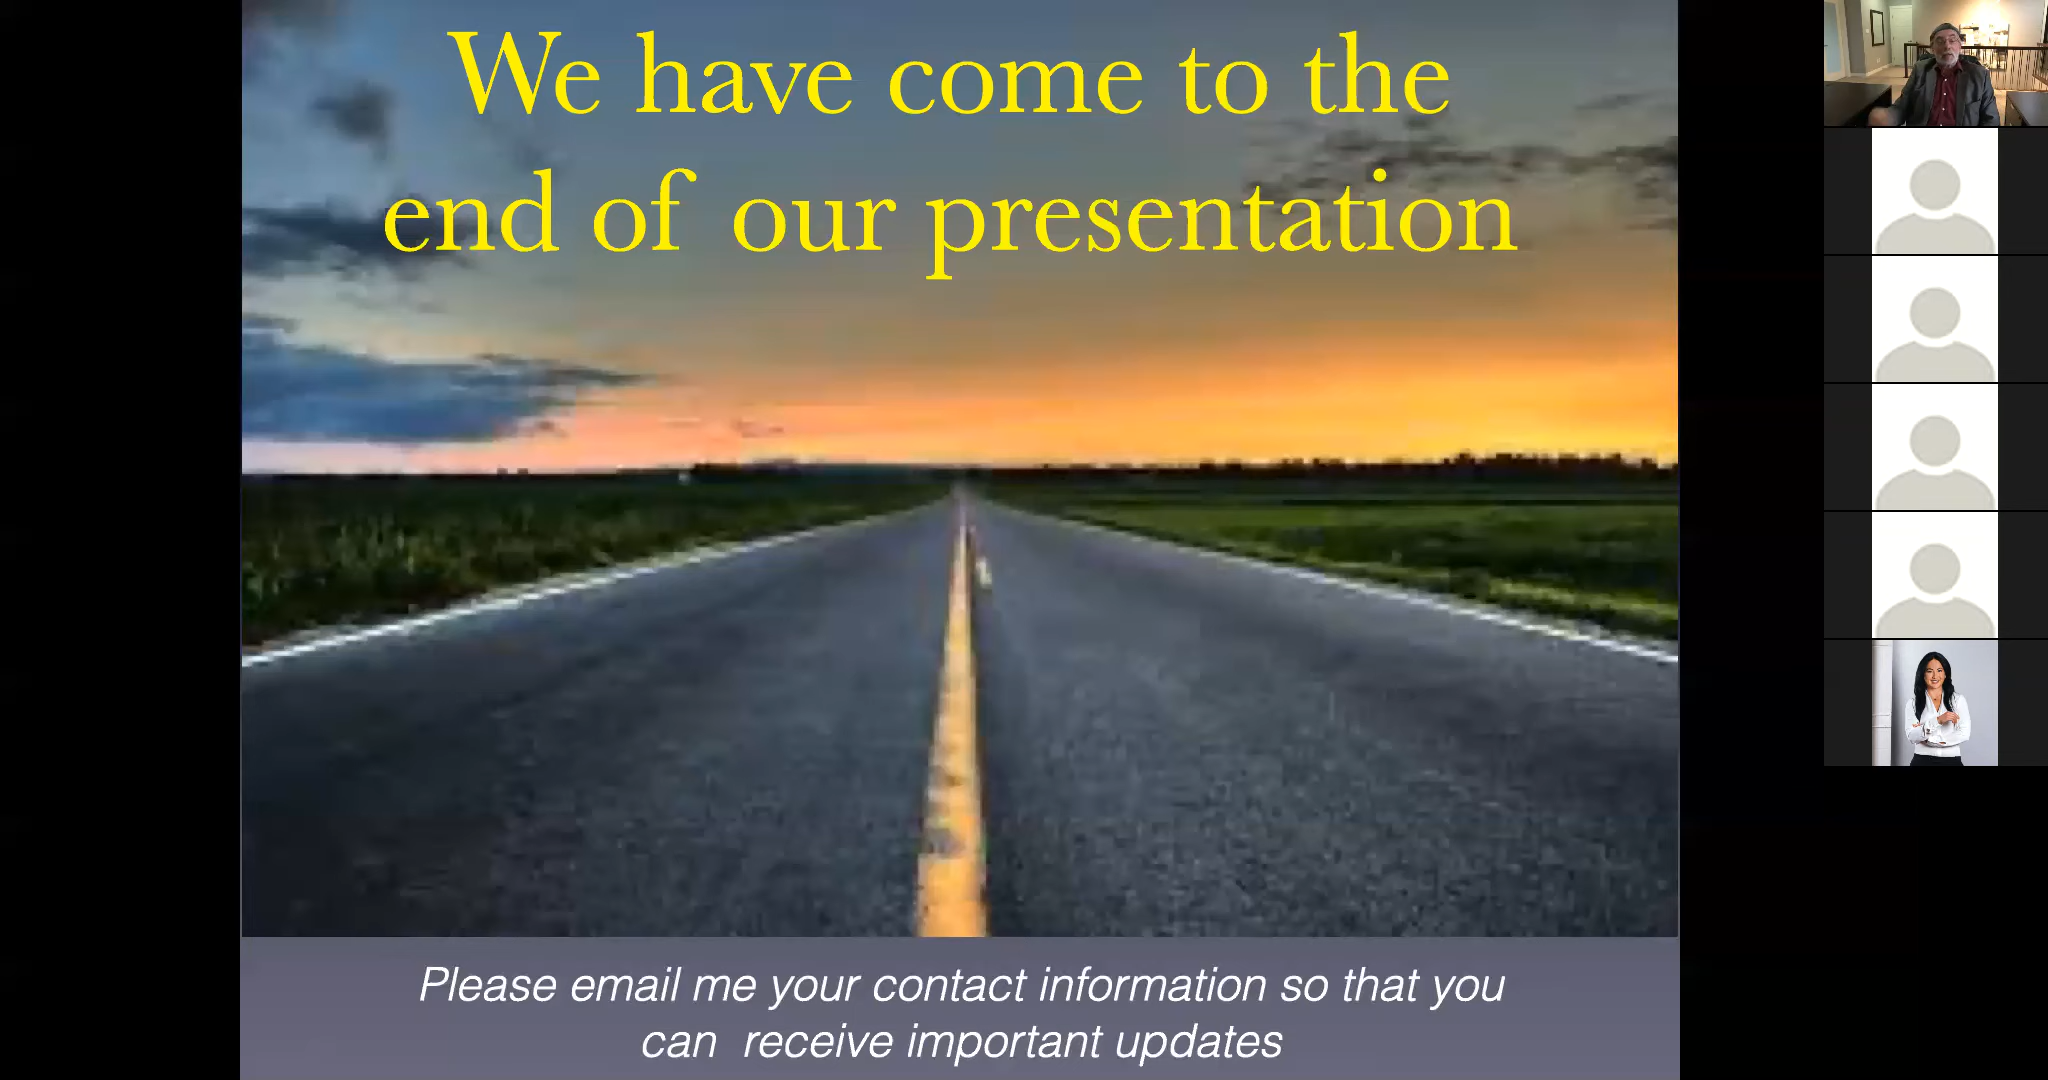 We have come to the
end of our presentation
Please email me your contact information so that you
can receive important updates